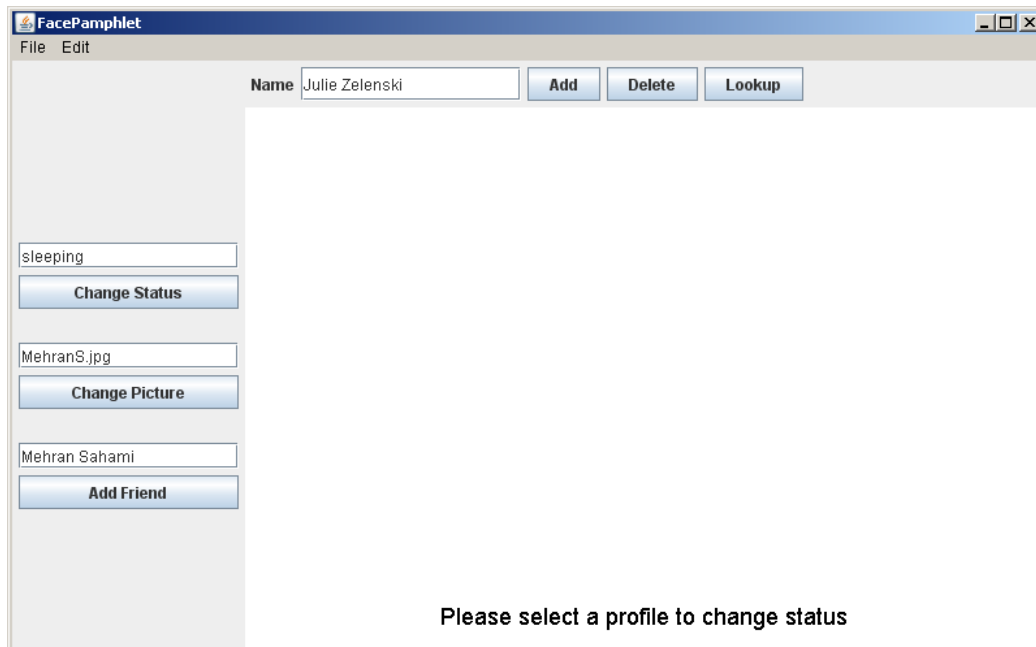 FacePamphlet
File Edit
Name Julie Zelenski Add Delete Lookup
sleeping
Change Status
MehranS.jpg
Change Picture
Mehran Sahami
Add Friend
Please select a profile to change status